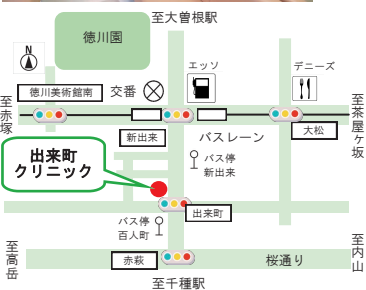 至大曽根駅
徳川園
N
エッソ
デニーズ
徳川美術館南
交番
至赤塚
至茶屋ヶ坂
新出来
バスレーン
大松
出来町
クリニック
バス停
新出来
バス停
百人町
出来町
至高岳
赤萩
桜通り
至内山
至千種駅